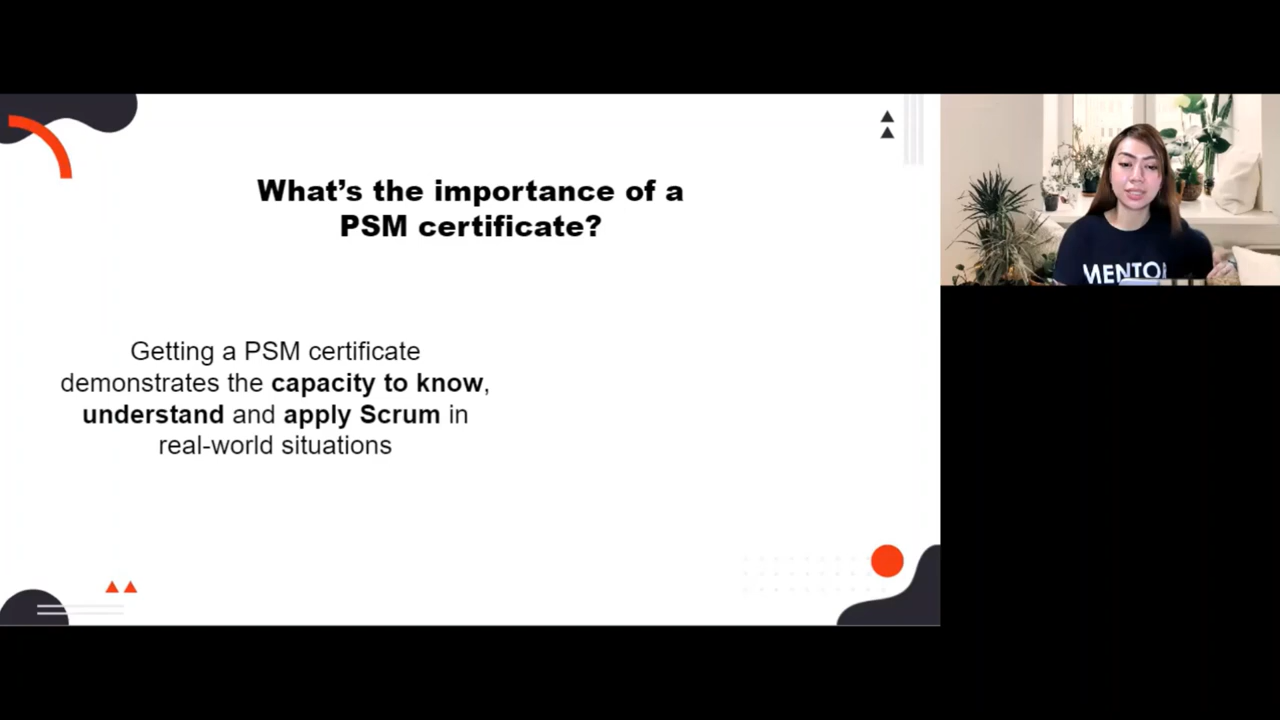 What's the importance of a
PSM certificate?
Getting a PSM certificate
demonstrates the capacity to know,
understand and apply Scrum in
real-world situations